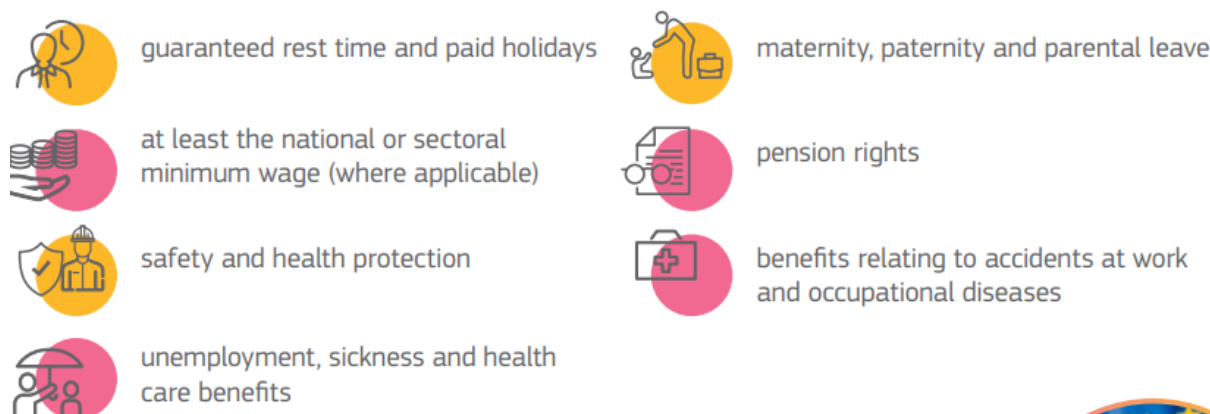 guaranteed rest time and paid holidays
at least the national or sectoral
minimum wage (where applicable)
safety and health protection
unemployment, sickness and health
care benefits
maternity, paternity and parental leave
pension rights
benefits relating to accidents at work
and occupational diseases